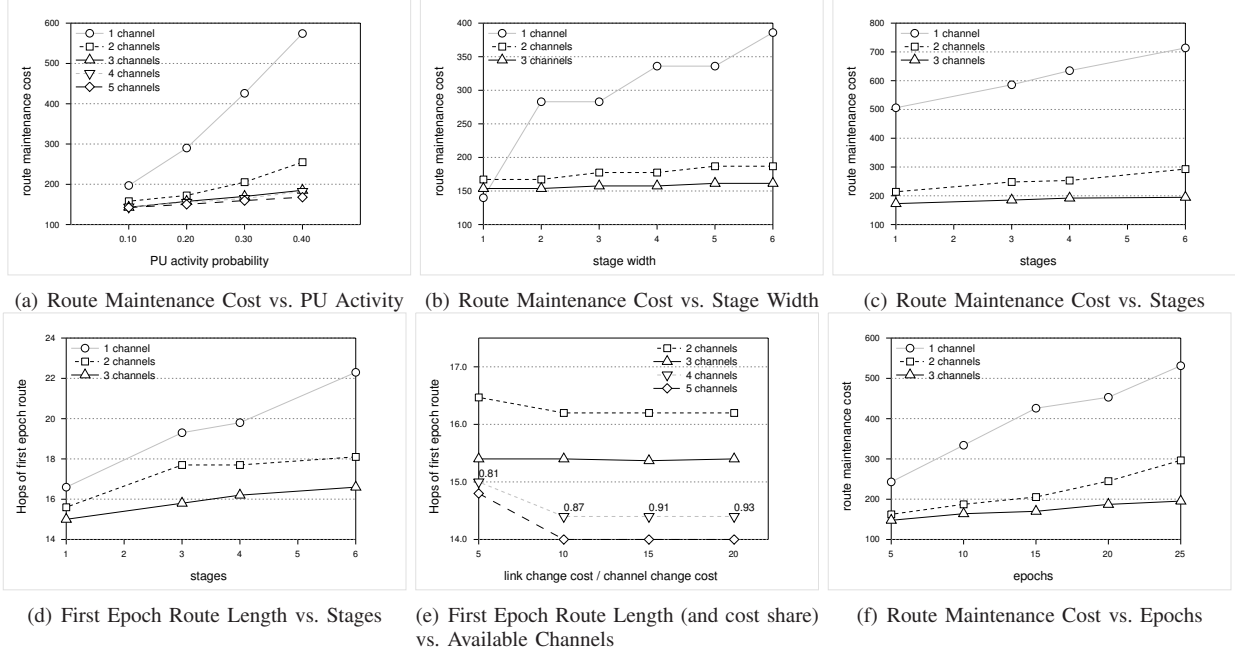 route maintenance cost
600
500
400
300
200
100
1 channel
2 channels
3 channels
4 channels
5 channels
0.10 0.20 0.30 0.40
PU activity probability
(a) Route Maintenance Cost vs. PU Activity
route maintenance cost
400
350
300
250
200
150
100
1 channel
2 channels
3 channels
1 2 3 4 5 6
stage width
(b) Route Maintenance Cost vs. Stage Width
route maintenance cost
800
700
600
500
400
300
200
100
1 channel
2 channels
3 channels
1 2 3 4 5 6
stages
(c) Route Maintenance Cost vs. Stages
Hops of first epoch route
24
22
20
18
16
14
1 channel
2 channels
3 channels
1 2 3 4 5 6
stages
(d) First Epoch Route Length vs. Stages
Hops of first epoch route
17.0
16.0
15.0
14.0
2 channels
3 channels
4 channels
5 channels
0.81
0.87
0.91
0.93
5 10 15 20
link change cost / channel change cost
(e) First Epoch Route Length (and cost share)
vs. Available Channels
route maintenance cost
600
500
400
300
200
100
1 channel
2 channels
3 channels
5 10 15 20 25
epochs
(f) Route Maintenance Cost vs. Epochs